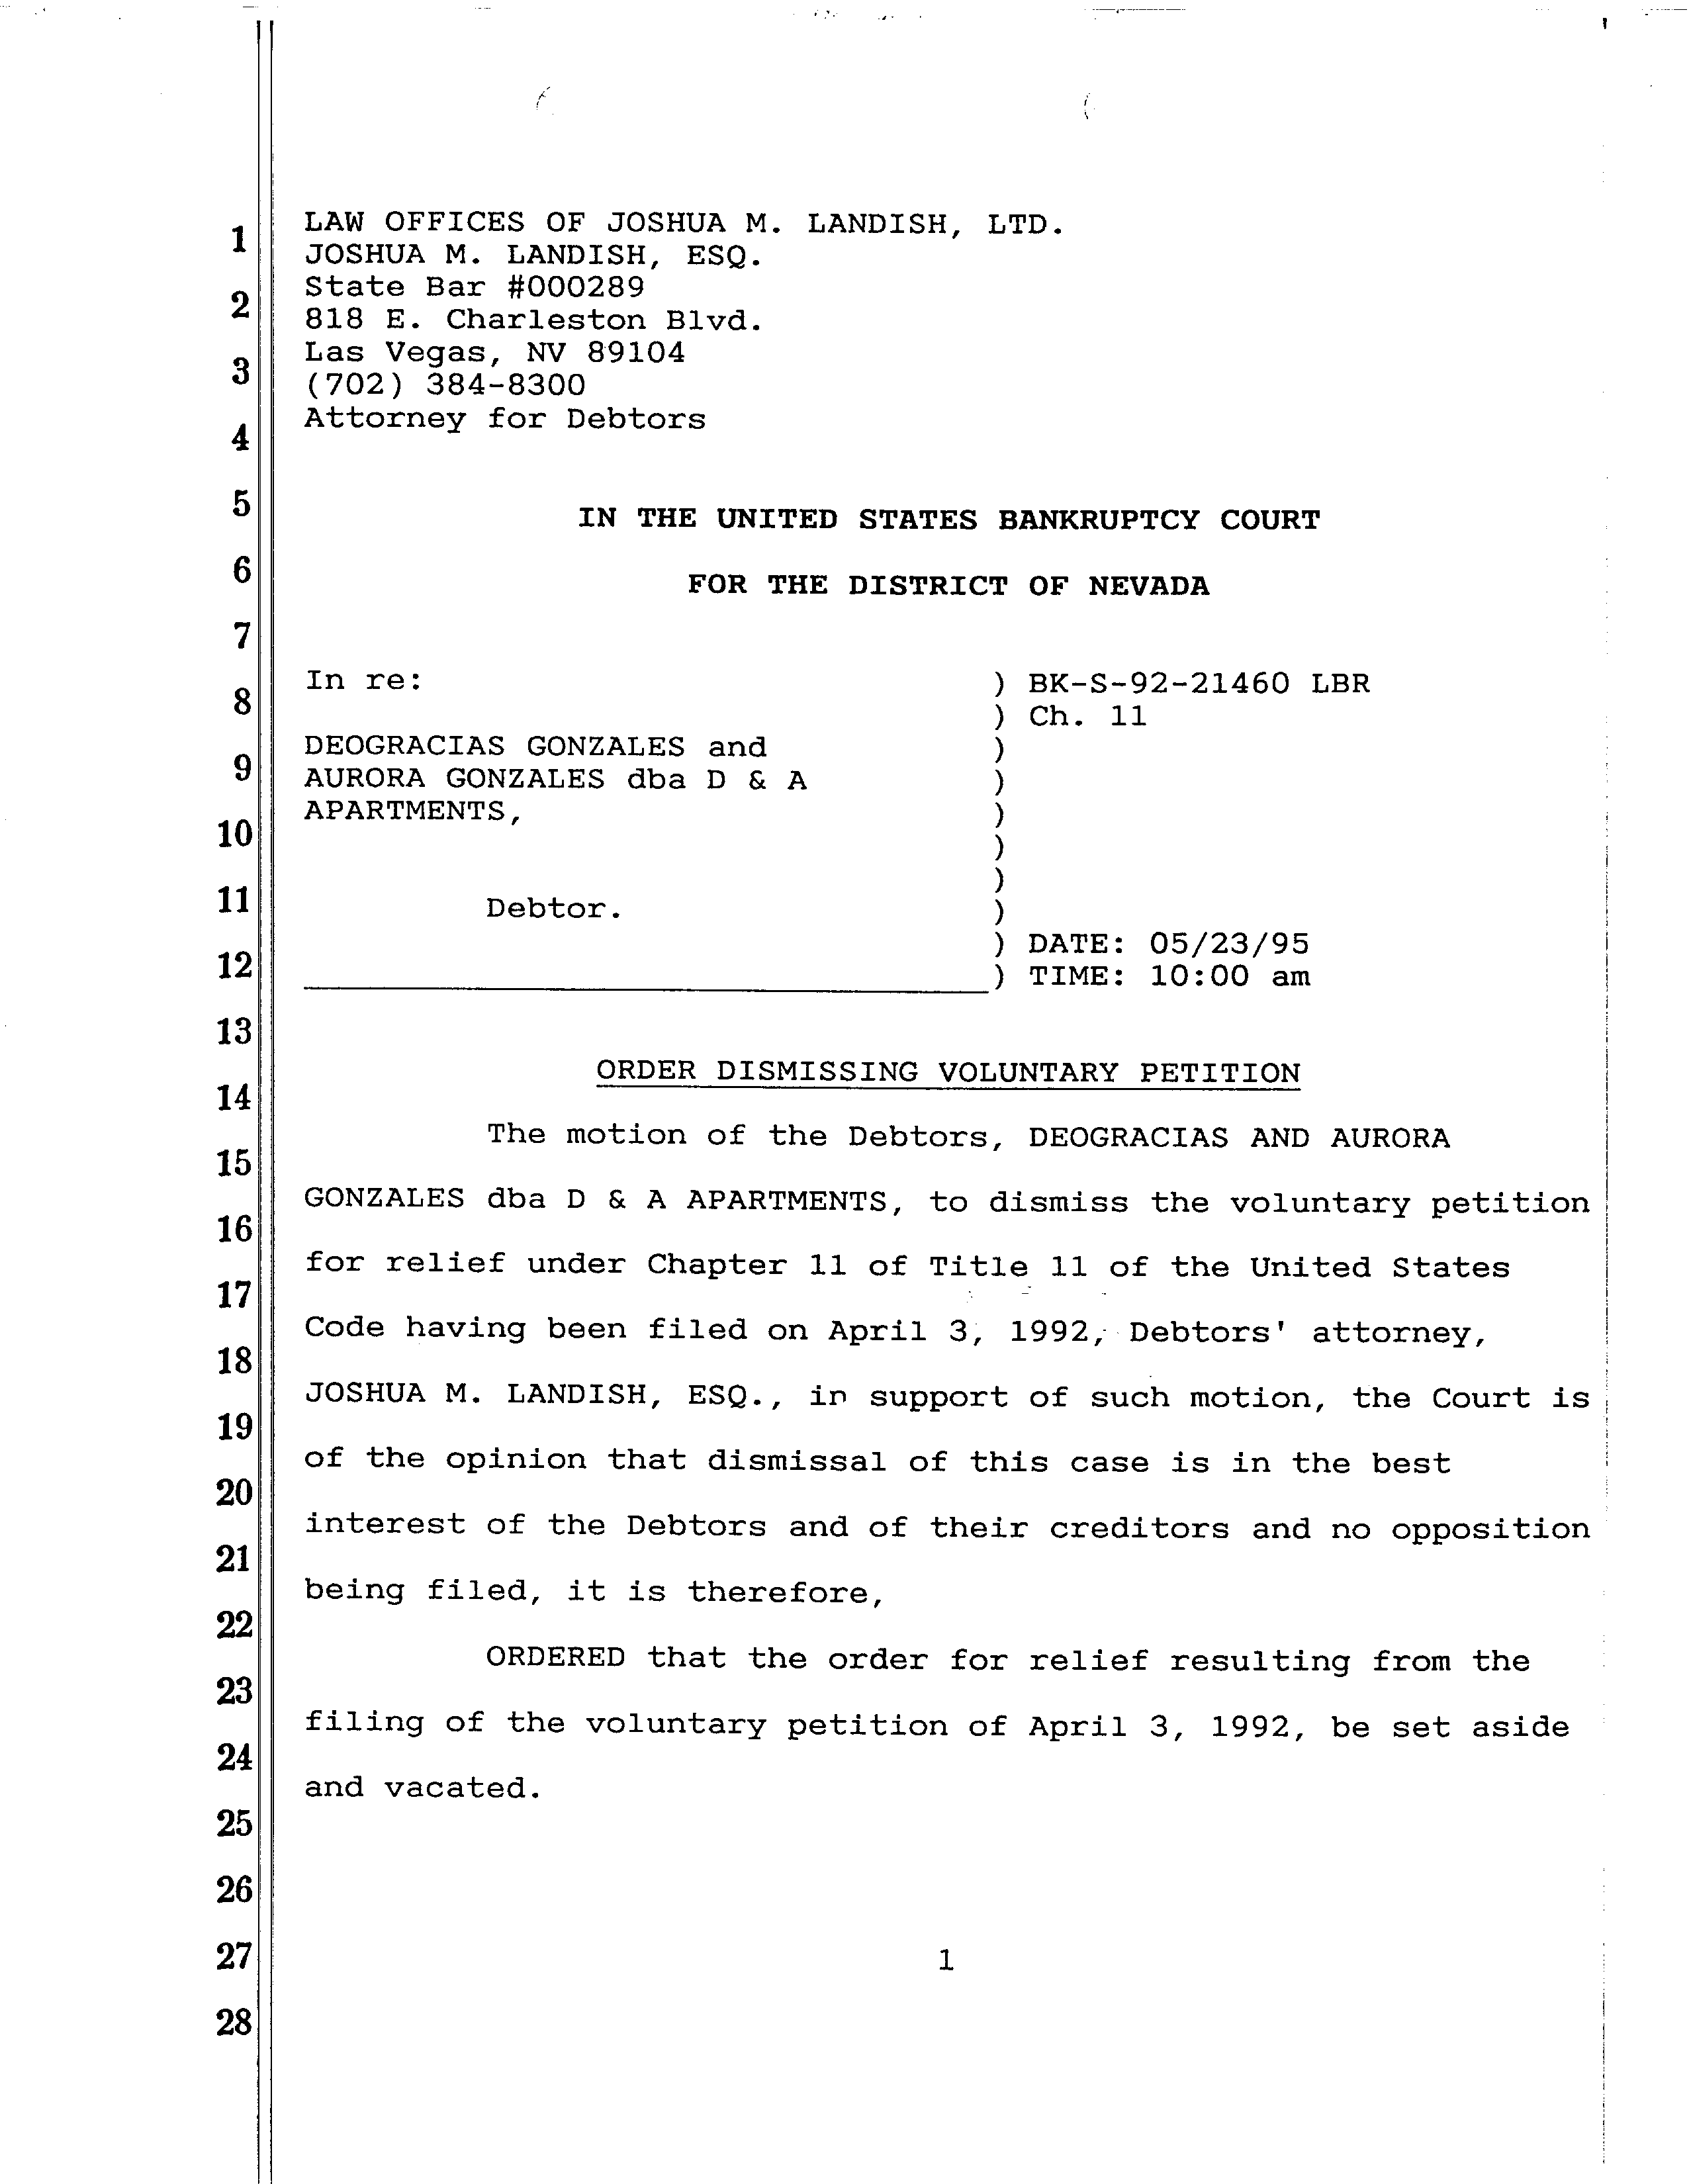 LAW OFFICES OF JOSHUA M. LANDISH, LTD.
1
JOSHUA M. LANDISH, ESQ.
State Bar #000289
2
818 E. Charleston Blvd.
Las Vegas, NV 89104
3
(702) 384-8300
Attorney for Debtors
4
5
IN THE UNITED STATES BANKRUPTCY COURT
6
FOR THE DISTRICT OF NEVADA
7
In re: ) BK-S-92-21460 LBR
8
) Ch. 11
DEOGRACIAS GONZALES and )
9
AURORA GONZALES dba D & A )
APARTMENTS, )
10
)
)
11
Debtor. )
) DATE: 05/23/95
12
) TIME: 10:00 am
13
ORDER DISMISSING VOLUNTARY PETITION
14
The motion of the Debtors, DEOGRACIAS AND AURORA
15
GONZALES dba D & A APARTMENTS, to dismiss the voluntary petition
16
for relief under Chapter 11 of Title 11 of the United States
17
Code having been filed on April 3, 1992, Debtors' attorney,
18
JOSHUA M. LANDISH, ESQ., in support of such motion, the Court is
19
of the opinion that dismissal of this case is in the best
20
interest of the Debtors and of their creditors and no opposition
21
being filed, it is therefore,
22
ORDERED that the order for relief resulting from the
23
filing of the voluntary petition of April 3, 1992, be set aside
24
and vacated.
25
26
27
1
28